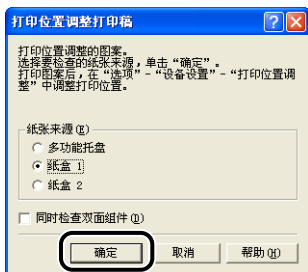 打印位置调整打印稿
打印位置调整的图案。
选择要检查的纸张来源，单击“确定”。
打印图案后，在“选项”-“设备设置”-“打印位置调
整”中调整打印位置。
纸张来源(E)
多功能托盘
纸盒 1
纸盒 2
同时检查双面组件(D)
确定 取消 帮助(H)